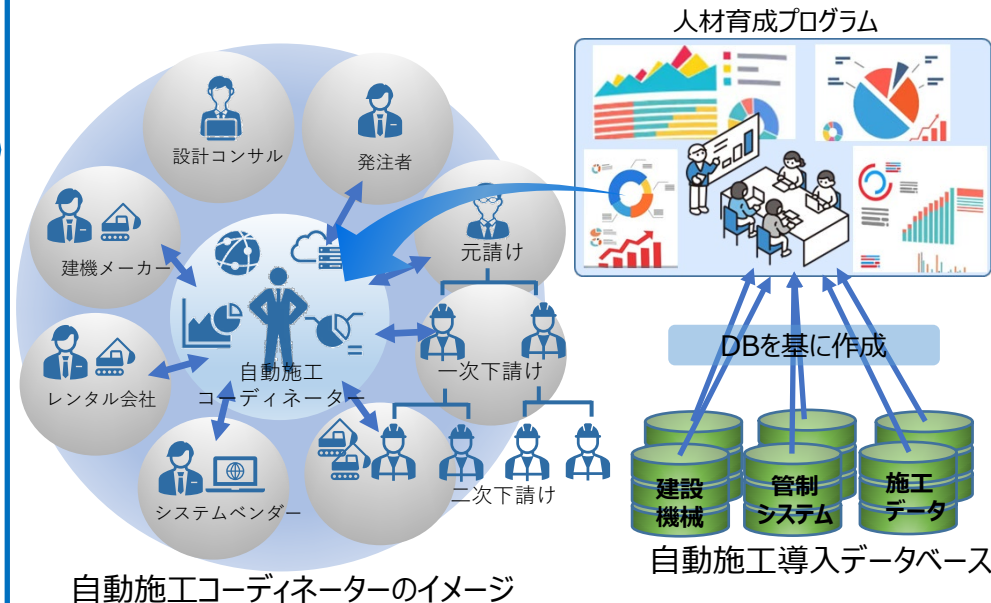 人材育成プログラム
設計コンサル
発注者
元請け
建機メーカー
一次下請け
自動施工
コーディネーター
レンタル会社
システムベンダー
二次下請け
DBを基に作成
建設
機械
管制
システム
施工
データ
自動施工導入データベース
自動施工コーディネーターのイメージ